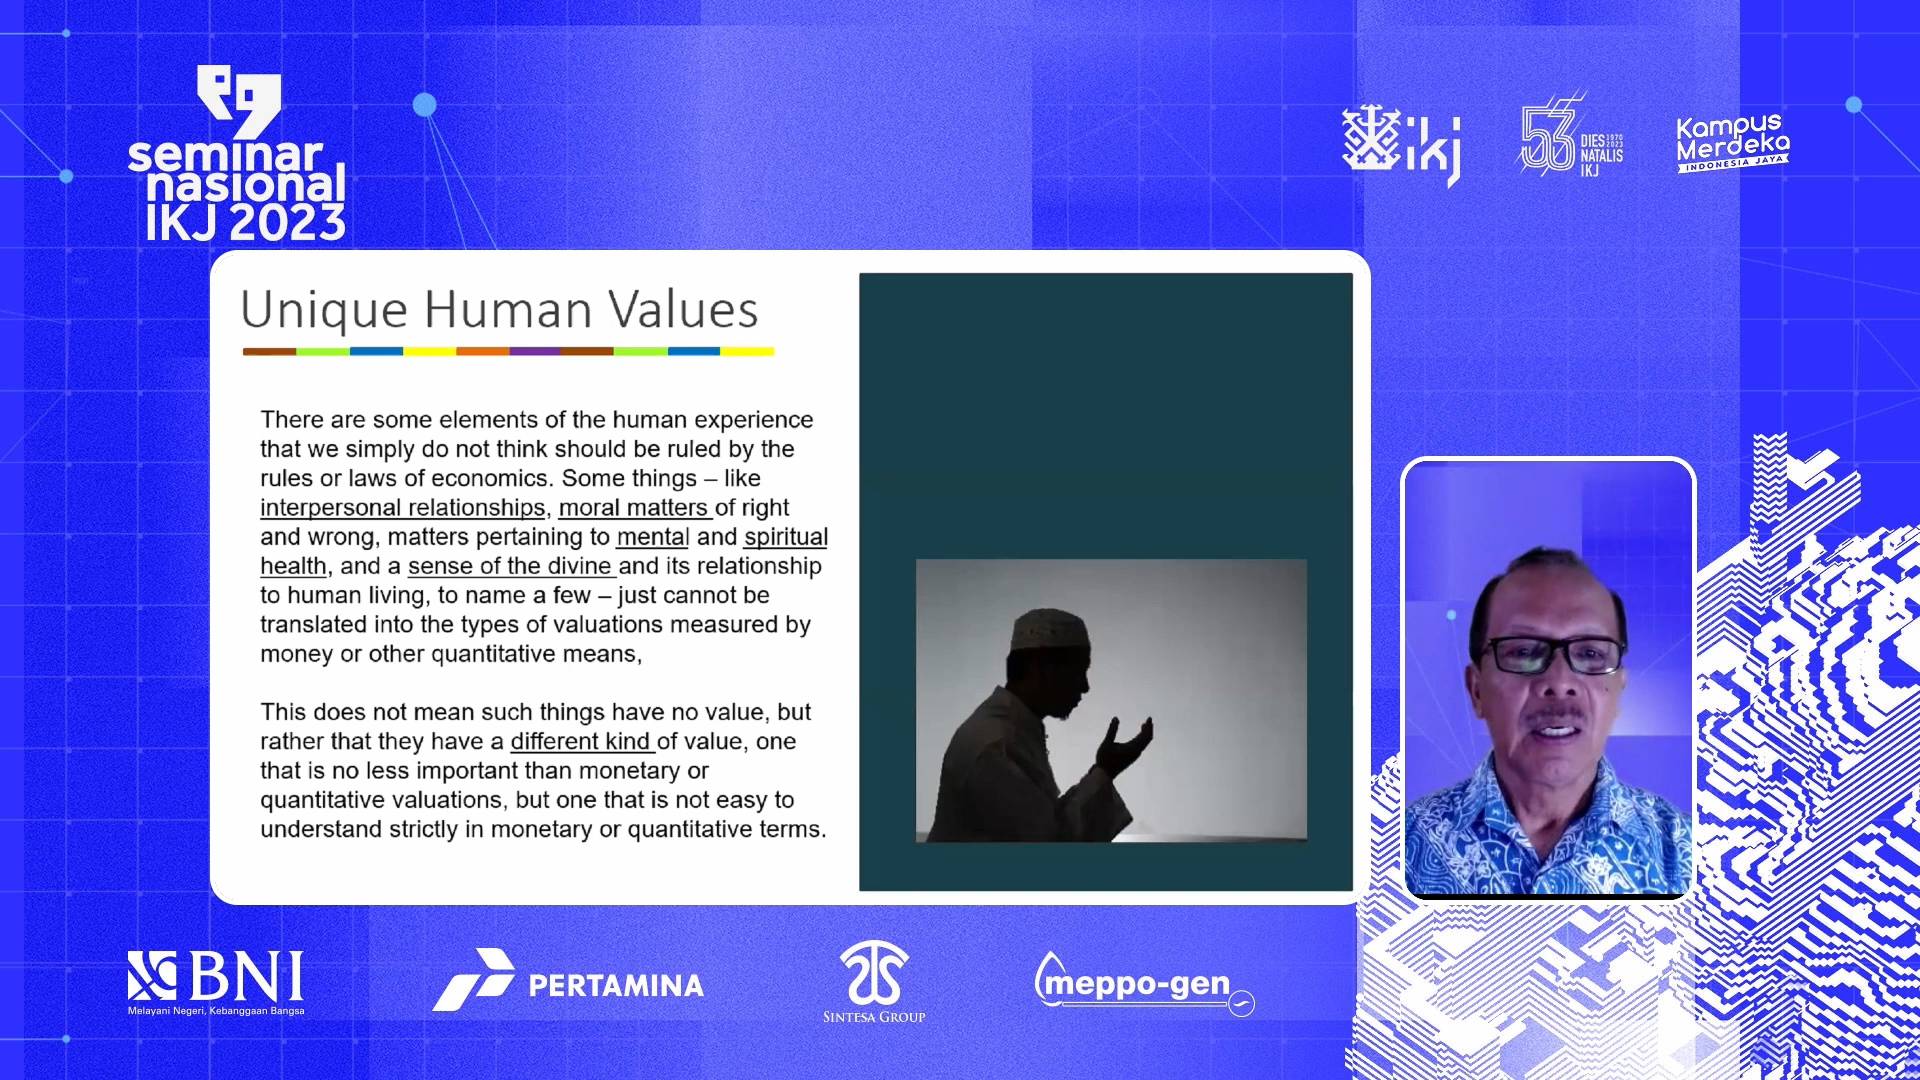 seminar
nasional
IKJ 2023
ikj
53
DIES 1970
NATALIS 2023
IKJ
Kampus
Merdeka
INDONESIA JAYA
Unique Human Values
There are some elements of the human experience
that we simply do not think should be ruled by the
rules or laws of economics. Some things – like
interpersonal relationships, moral matters of right
and wrong, matters pertaining to mental and spiritual
health, and a sense of the divine and its relationship
to human living, to name a few – just cannot be
translated into the types of valuations measured by
money or other quantitative means,
This does not mean such things have no value, but
rather that they have a different kind of value, one
that is no less important than monetary or
quantitative valuations, but one that is not easy to
understand strictly in monetary or quantitative terms.
BNI
Melayani Negeri, Kebanggaan Bangsa
PERTAMINA
SINTESA GROUP
meppo-gen